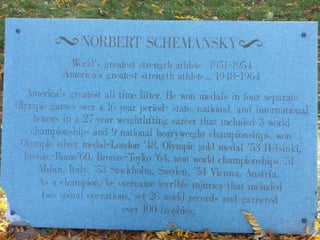 NORBERT SCHEMANSKY
World's greatest strength athlete 1951-1954
America's greatest strength athlete... 1948-1964
America's greatest all time lifter. He won medals in four separate
Olympic games over a 16 year period- state, national, and international
honors in a 27 year weightlifting career that included 3 world
championships and 9 national heavyweight championships. won
Olympic silver medal-London '48, Olympic gold medal '53 Helsinki,
bronze-Rome'60, Bronze-Toyko '64, won world championships '51
Milan, Italy, '53 Stockholm, Sweden, '54 Vienna, Austria.
As a champion, he overcame terrible injuries that included
two spinal operations, set 26 world records and garnered
over 100 trophies.